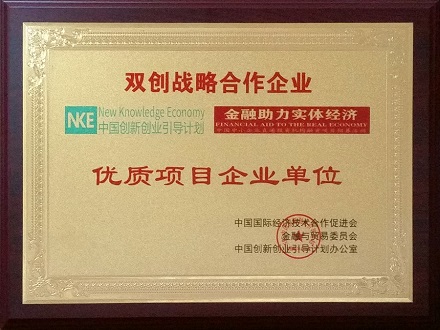 双创战略合作企业
NKE
New Knowledge Economy
中国创新创业引导计划
金融助力实体经济
FINANCIAL AID TO THE REAL ECONOMY
优质项目企业单位
中国国际经济技术合作促进会
金融与贸易委员会
中国创新创业引导计划办公室